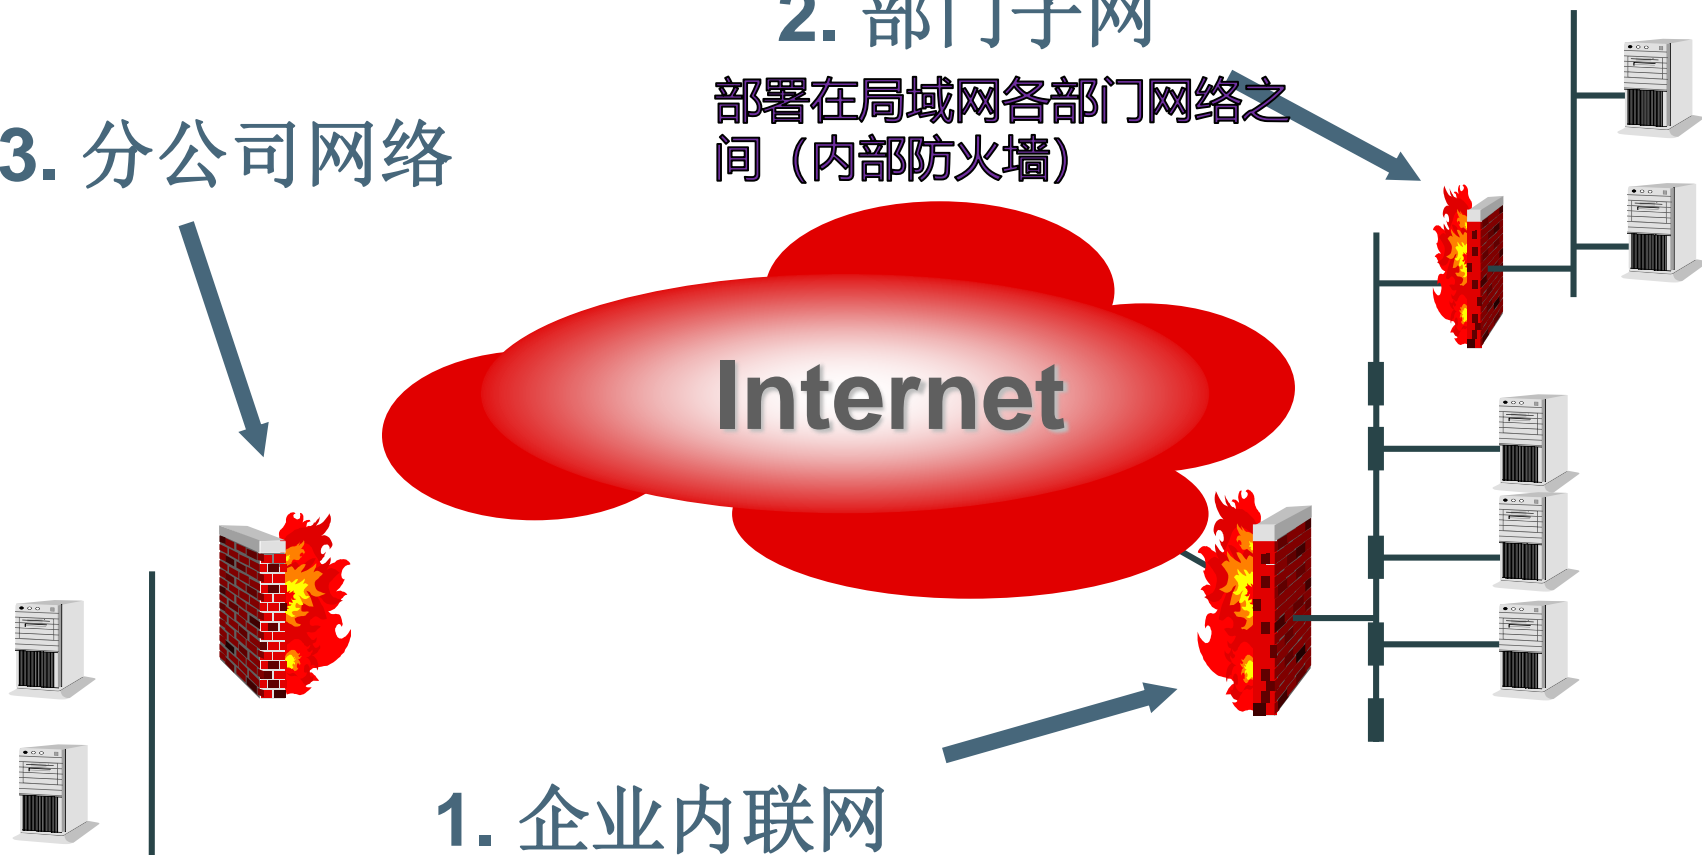 2. 部门子网
部署在局域网各部门网络之
间（内部防火墙）
3. 分公司网络
Internet
1. 企业内联网